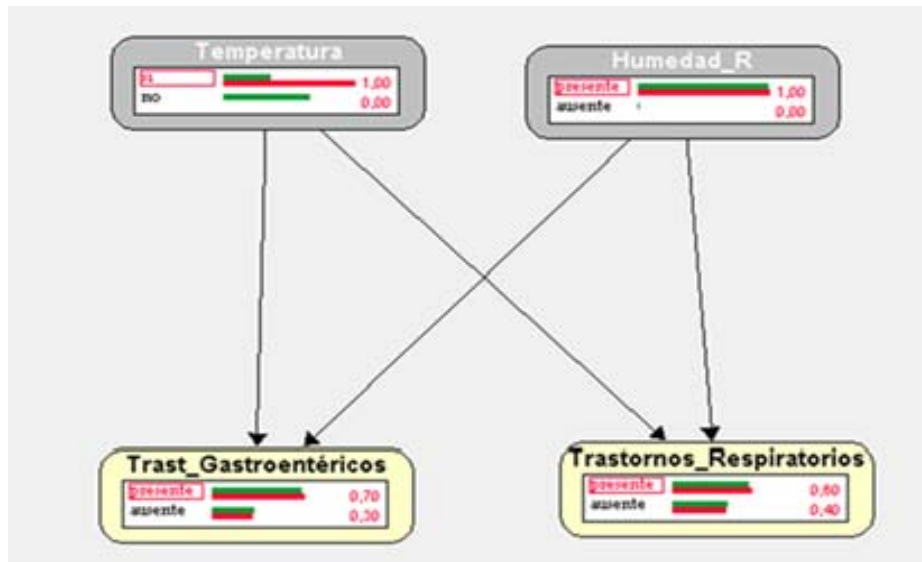 Temperatura
si 1,00
no 0,00
Humedad_R
presente 1,00
ausente 0,00
Trast_Gastroentéricos
presente 0,70
ausente 0,30
Trastornos_Respiratorios
presente 0,60
ausente 0,40